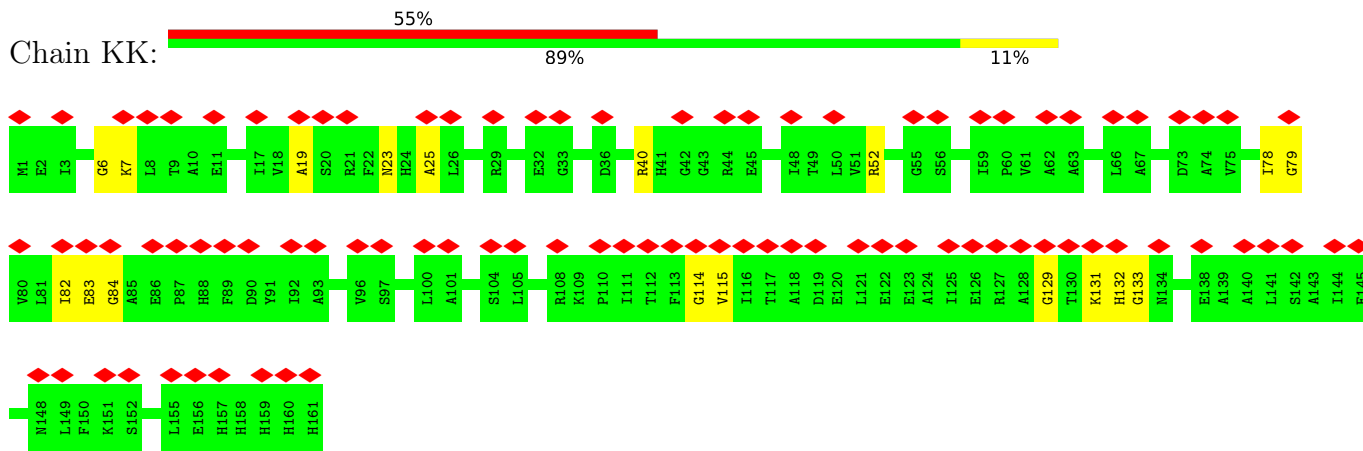 55%
Chain KK:
89% 11%
M1 E2 I3 G6 K7 L8 T9 A10 E11 I17 V18 A19 S20 R21 F22 N23 H24 A25 L26 R29 E32 G33 D36 R40 H41 G42 G43 R44 E45 I48 T49 L50 V51 R52 G55 S56 I59 P60 V61 A62 A63 L66 A67 D73 A74 V75 I78 G79
V80 L81 I82 E83 G84 A85 E86 P87 H88 F89 D90 Y91 I92 A93 V96 S97 L100 A101 S104 L105 R108 K109 P110 I111 T112 F113 G114 V115 I116 T117 A118 D119 E120 L121 E122 E123 A124 I125 E126 R127 A128 G129 T130 K131 H132 G133 N134 E138 A139 A140 L141 S142 A143 I144 E145
N148 L149 F150 K151 S152 L155 E156 H157 H158 H159 H160 H161